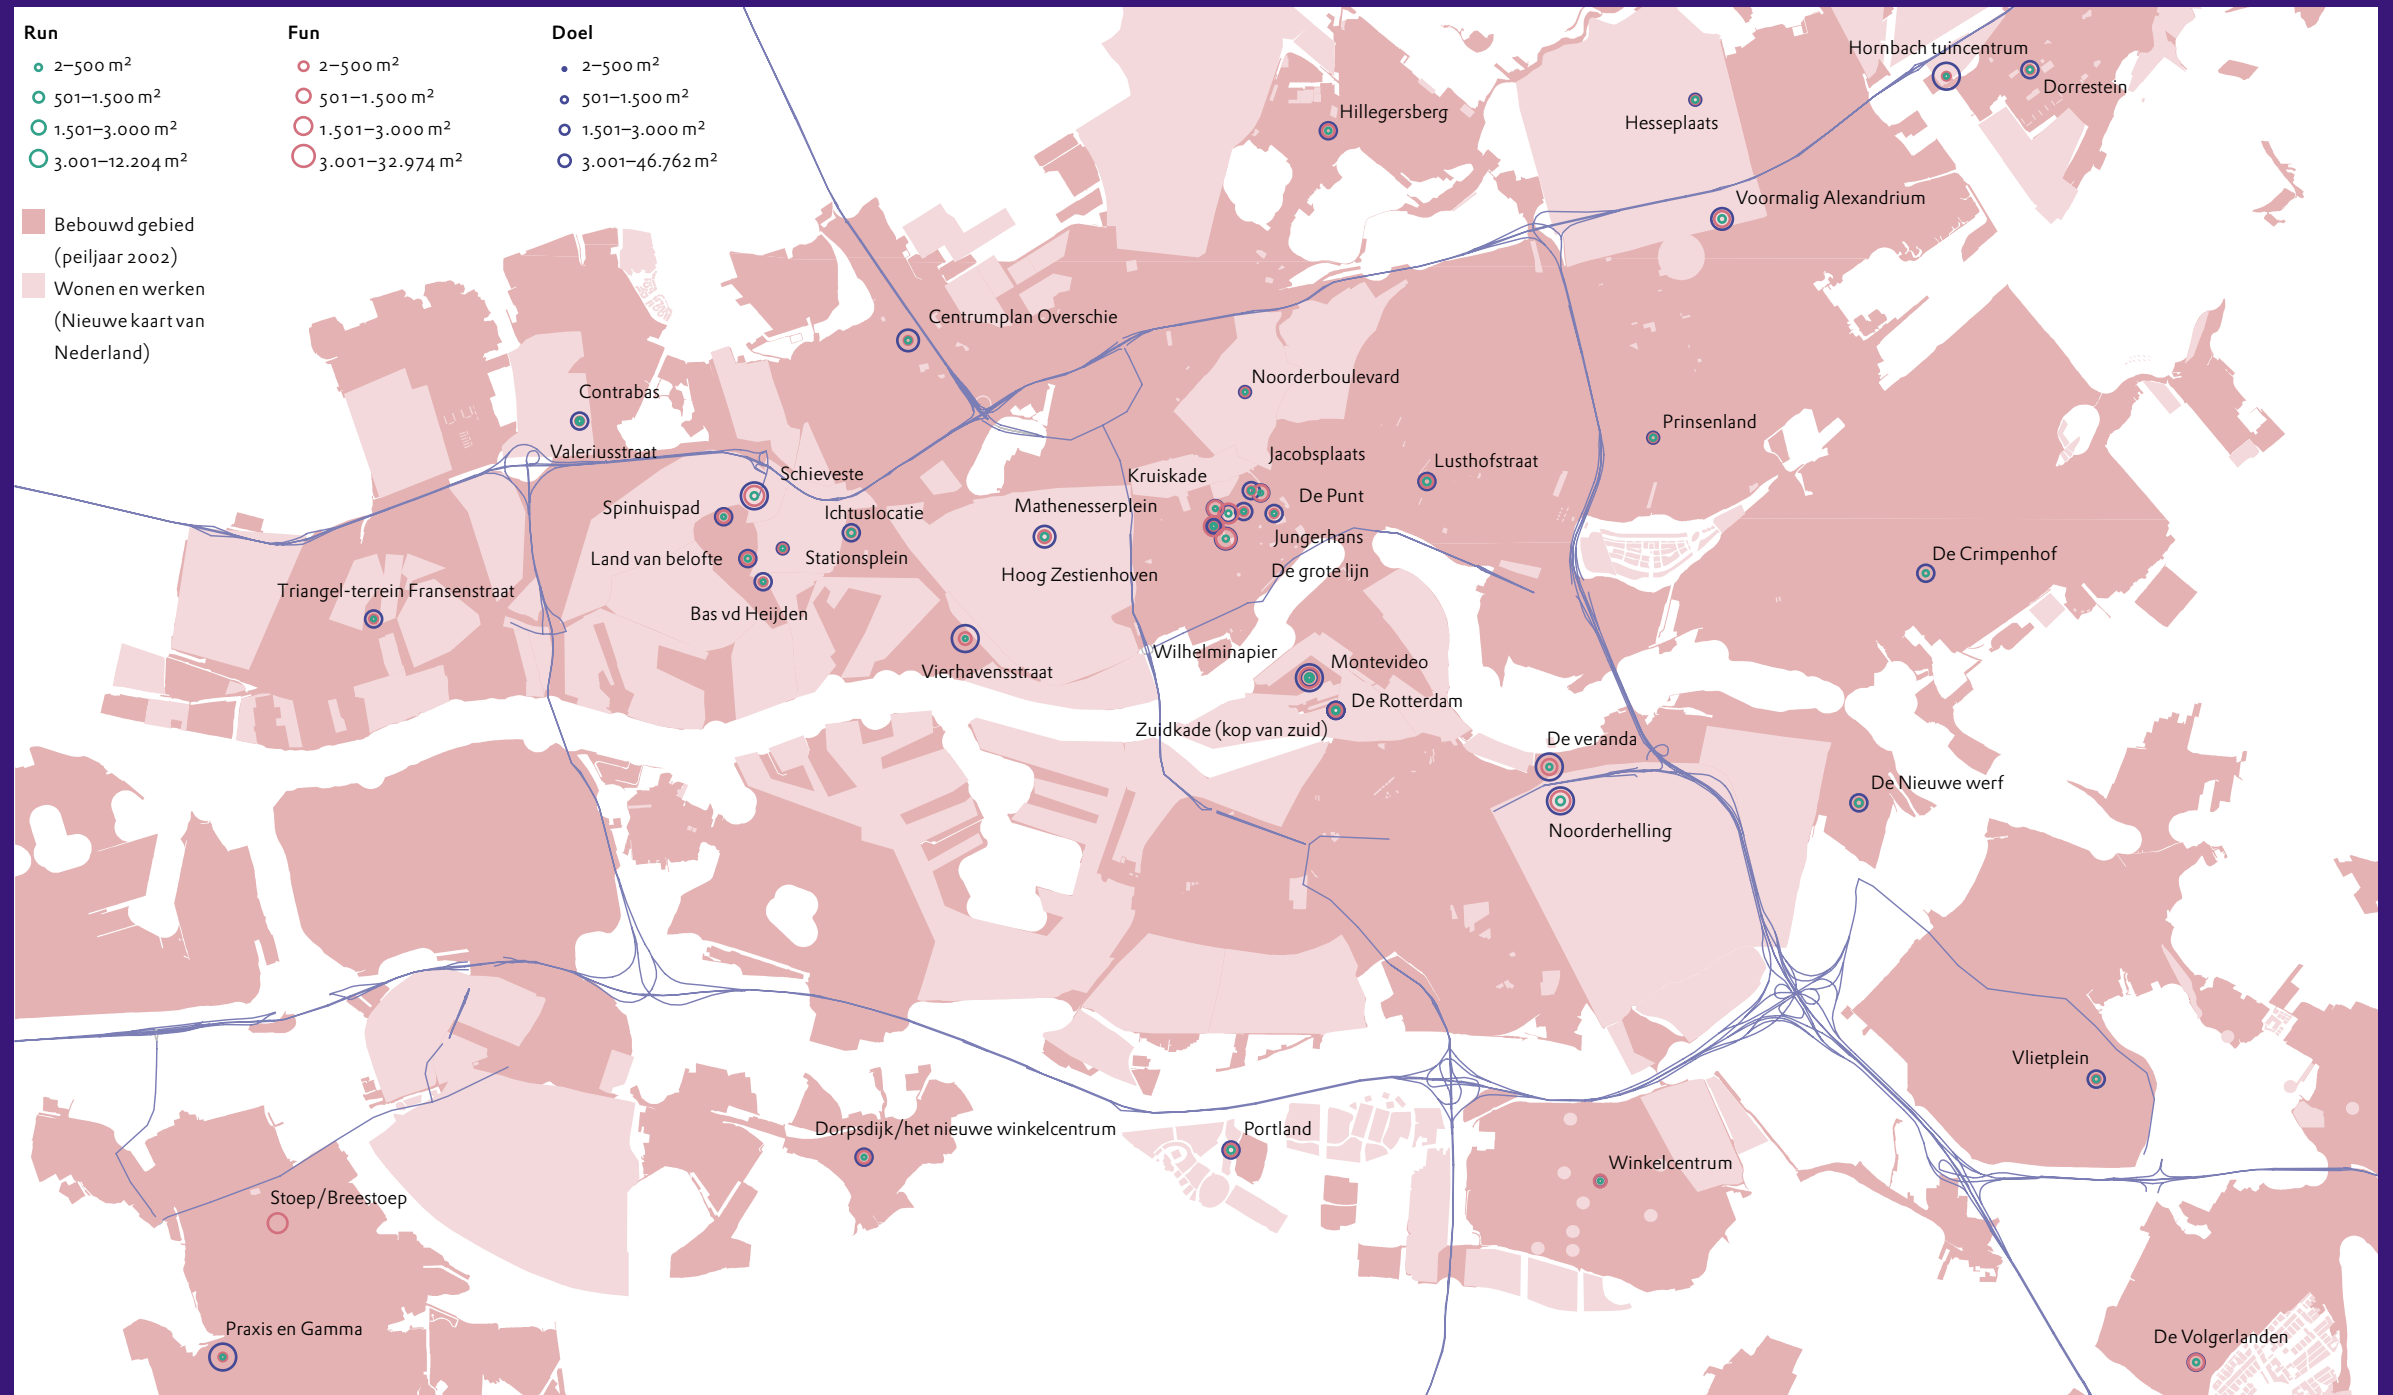 Run
2–500 m²
501–1.500 m²
1.501–3.000 m²
3.001–12.204 m²
Fun
2–500 m²
501–1.500 m²
1.501–3.000 m²
3.001–32.974 m²
Doel
2–500 m²
501–1.500 m²
1.501–3.000 m²
3.001–46.762 m²
Bebouwd gebied
(peiljaar 2002)
Wonen en werken
(Nieuwe kaart van
Nederland)
Hornbach tuincentrum
Dorrestein
Hillegersberg
Hesseplaats
Voormalig Alexandrium
Centrumplan Overschie
Contrabas
Noorderboulevard
Prinsenland
Valeriusstraat
Schieveste
Jacobsplaats
Lusthofstraat
Kruiskade
De Punt
Spinhuispad
Ichtuslocatie
Mathenesserplein
Jungerhans
Land van belofte
Stationsplein
De Crimpenhof
Hoog Zestienhoven
De grote lijn
Triangel-terrein Fransenstraat
Bas vd Heijden
Vierhavensstraat
Wilhelminapier
Montevideo
De Rotterdam
Zuidkade (kop van zuid)
De veranda
De Nieuwe werf
Noorderhelling
Vlietplein
Dorpsdijk/het nieuwe winkelcentrum
Portland
Winkelcentrum
Stoep/Breestoep
Praxis en Gamma
De Volgerlanden